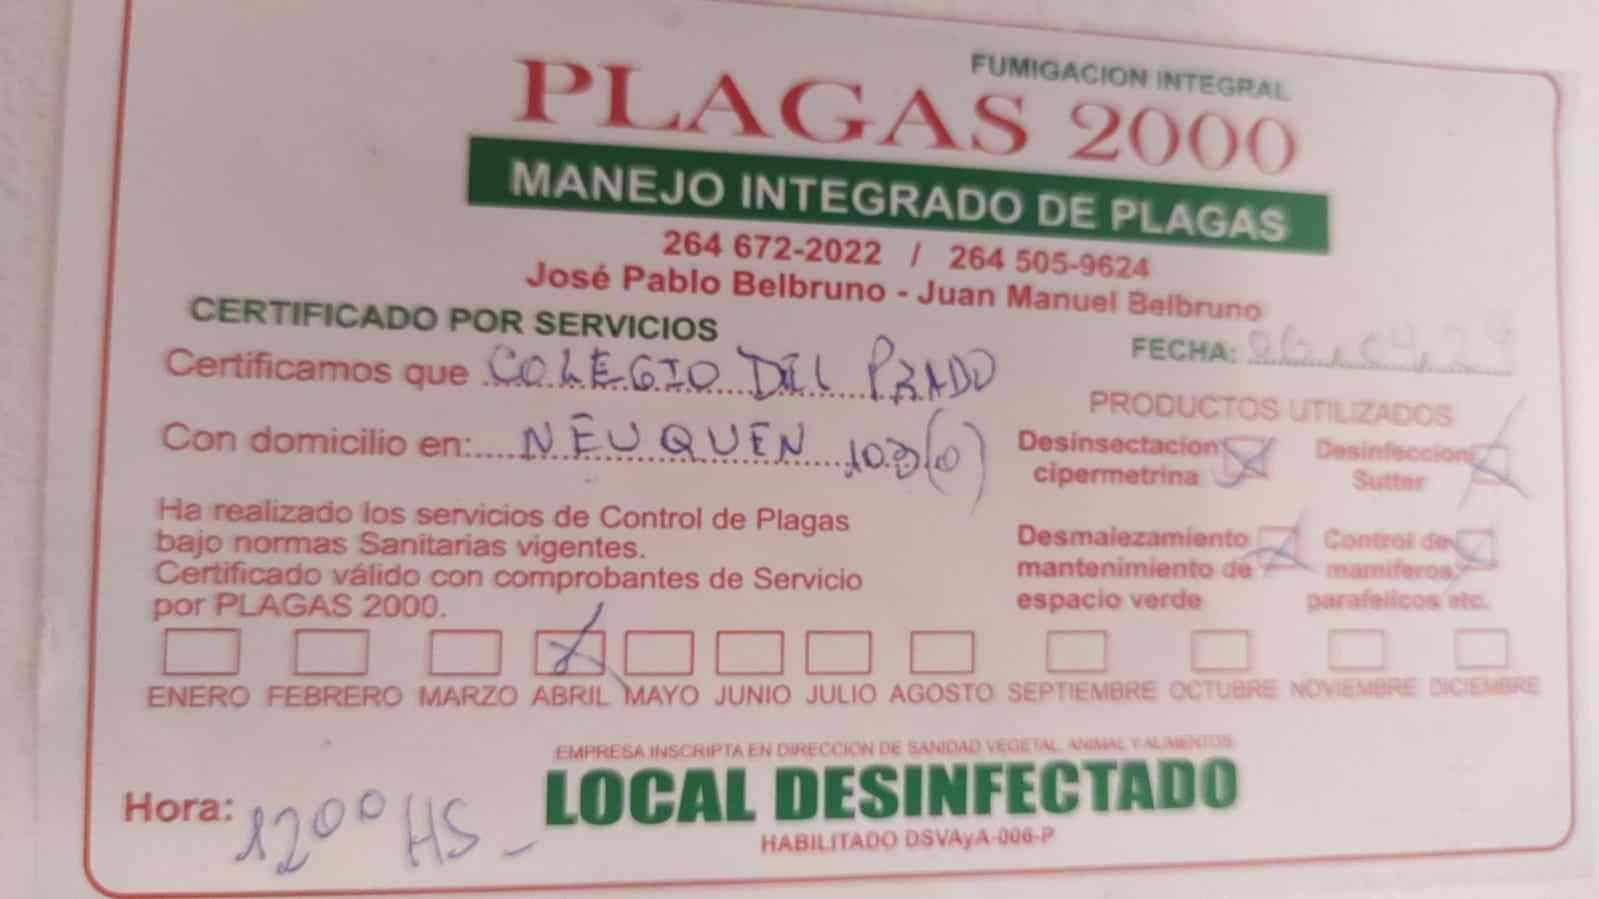 FUMIGACION INTEGRAL
PLAGAS 2000
MANEJO INTEGRADO DE PLAGAS
264 672-2022 / 264 505-9624
José Pablo Belbruno - Juan Manuel Belbruno
CERTIFICADO POR SERVICIOS
FECHA:
Certificamos que COLEGIO DEL PRADO
Con domicilio en: NEUQUEN
PRODUCTOS UTILIZADOS
Desinsectacion
cipermetrina
Desinfeccion
Sutter
Ha realizado los servicios de Control de Plagas
bajo normas Sanitarias vigentes.
Certificado válido con comprobantes de Servicio
por PLAGAS 2000.
Desmalezamiento
mantenimiento de
espacio verde
Control de
mamiferos
parafelicos etc.
ENERO FEBRERO MARZO ABRIL MAYO JUNIO JULIO AGOSTO SEPTIEMBRE OCTUBRE NOVIEMBRE DICIEMBRE
EMPRESA INSCRIPTA EN DIRECCION DE SANIDAD VEGETAL, ANIMAL Y ALIMENTOS
LOCAL DESINFECTADO
HABILITADO DSVAyA-006-P
Hora: 1200 HS